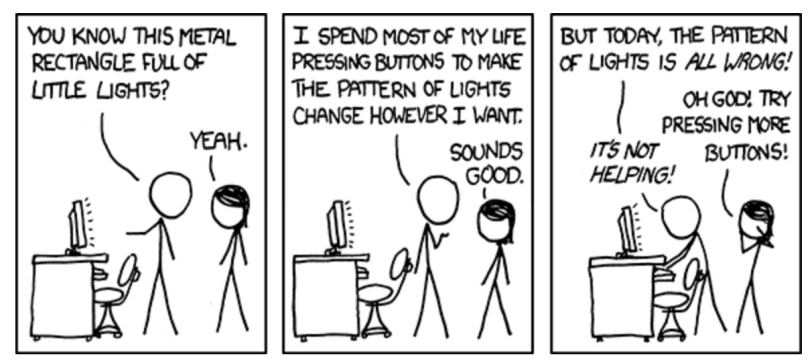 YOU KNOW THIS METAL
RECTANGLE FULL OF
LITTLE LIGHTS?
YEAH.
I SPEND MOST OF MY LIFE
PRESSING BUTTONS TO MAKE
THE PATTERN OF LIGHTS
CHANGE HOWEVER I WANT.
SOUNDS
GOOD.
BUT TODAY, THE PATTERN
OF LIGHTS IS ALL WRONG!
OH GOD! TRY
PRESSING MORE
BUTTONS!
IT'S NOT
HELPING!